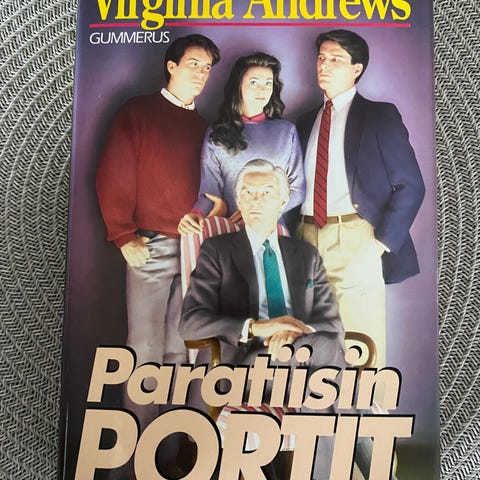 Virginia Andrews
GUMMERUS
Paratiisin
PORTIT